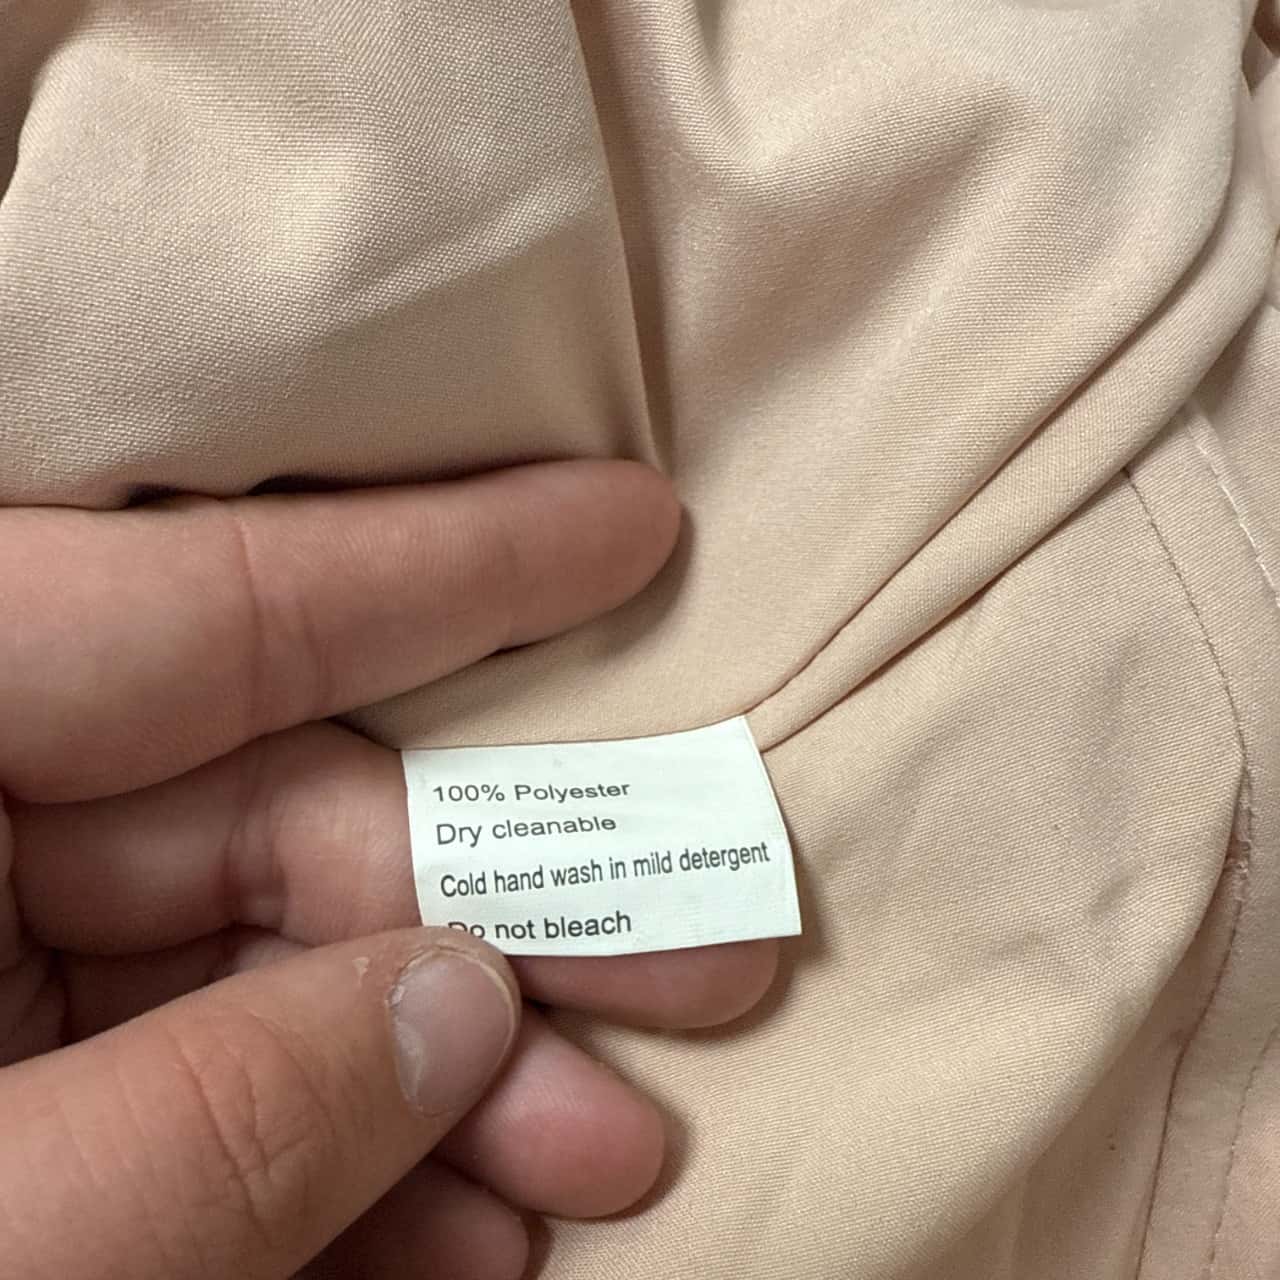 100% Polyester
Dry cleanable
Cold hand wash in mild detergent
Do not bleach